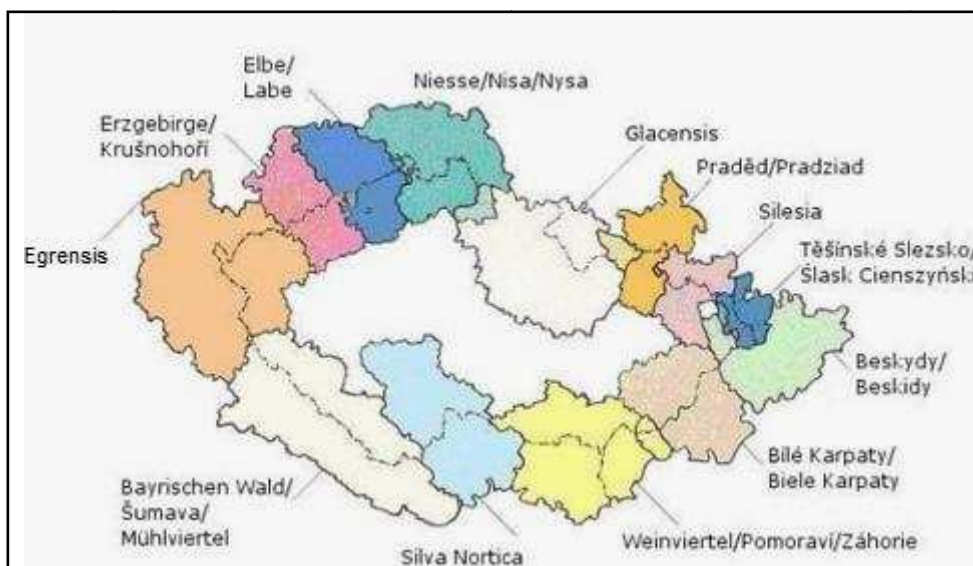 Elbe/
Labe
Niesse/Nisa/Nysa
Erzgebirge/
Krušnohoří
Glacensis
Praděd/Pradziad
Silesia
Egrensis
Těšínské Slezsko/
Śląsk Cienszyńsk
Beskydy/
Beskidy
Bílé Karpaty/
Biele Karpaty
Bayrischen Wald/
Šumava/
Mühlviertel
Silva Nortica
Weinviertel/Pomoraví/Záhorie